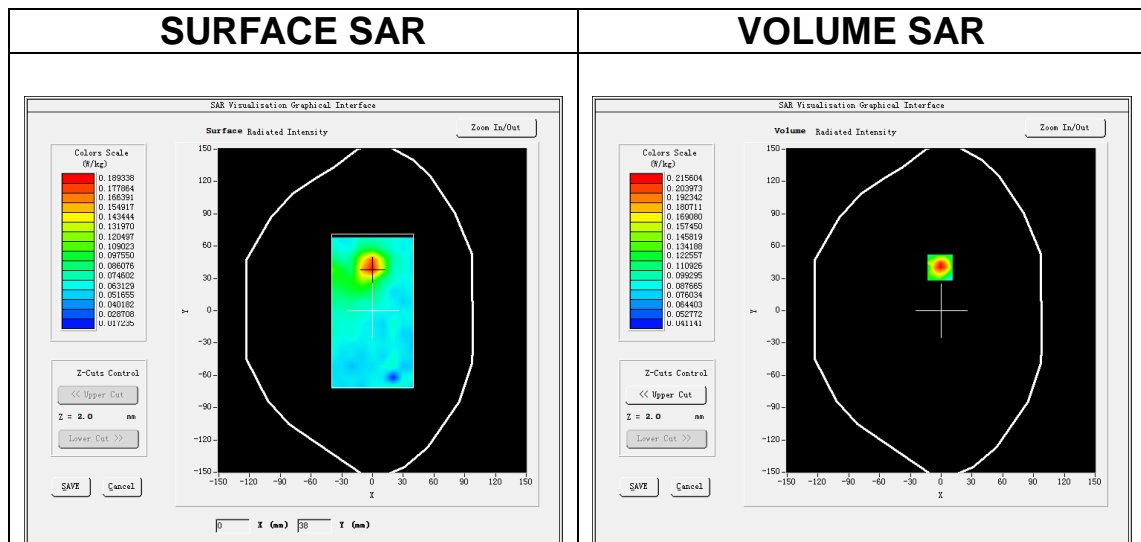 SURFACE SAR
VOLUME SAR
SAR Visualisation Graphical Interface
Surface Radiated Intensity
Zoom In/Out
Colors Scale
(W/kg)
0.189338
0.177864
0.166391
0.154917
0.143444
0.131970
0.120497
0.109023
0.097550
0.086076
0.074602
0.063129
0.051655
0.040182
0.028708
0.017235
150
120
90
60
30
0
-30
-60
-90
-120
-150
Y
-150 -120 -90 -60 -30 0 30 60 90 120 150
X
Z-Cuts Control
<< Upper Cut
Z = 2.0 mm
Lower Cut >>
SAVE Cancel
0 X (mm) 38 Y (mm)
SAR Visualisation Graphical Interface
Volume Radiated Intensity
Zoom In/Out
Colors Scale
(W/kg)
0.215604
0.203973
0.192342
0.180711
0.169080
0.157450
0.145819
0.134188
0.122557
0.110926
0.099295
0.087665
0.076034
0.064403
0.052772
0.041141
150
120
90
60
30
0
-30
-60
-90
-120
-150
Y
-150 -120 -90 -60 -30 0 30 60 90 120 150
X
Z-Cuts Control
<< Upper Cut
Z = 2.0 mm
Lower Cut >>
SAVE Cancel